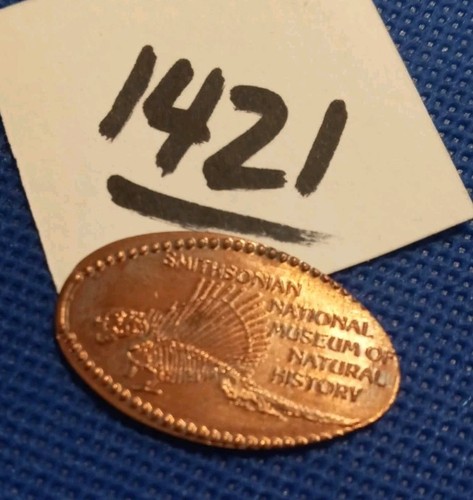 1421
SMITHSONIAN
NATIONAL
MUSEUM OF
NATURAL
HISTORY